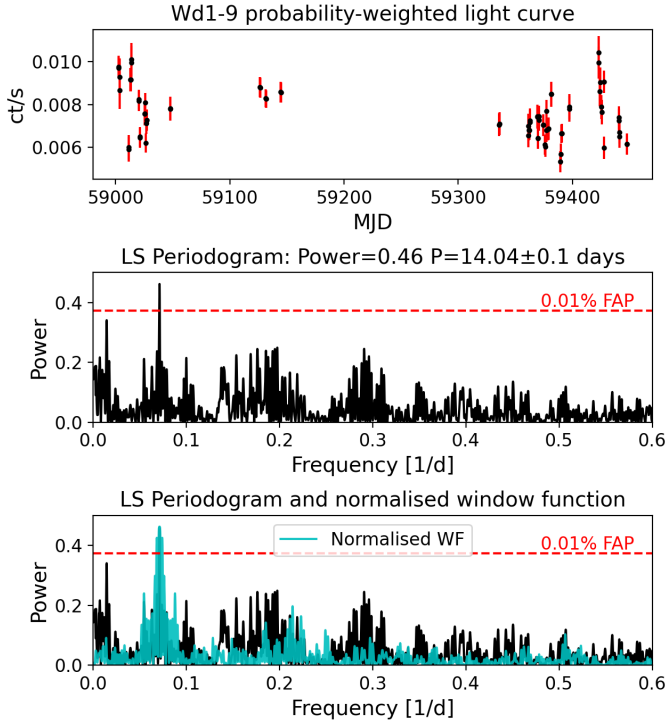 Wd1-9 probability-weighted light curve
0.010
0.008
0.006
ct/s
59000 59100 59200 59300 59400
MJD
LS Periodogram: Power=0.46 P=14.04±0.1 days
0.01% FAP
0.4
0.2
0.0
Power
0.0 0.1 0.2 0.3 0.4 0.5 0.6
Frequency [1/d]
LS Periodogram and normalised window function
Normalised WF
0.01% FAP
0.4
0.2
0.0
Power
0.0 0.1 0.2 0.3 0.4 0.5 0.6
Frequency [1/d]